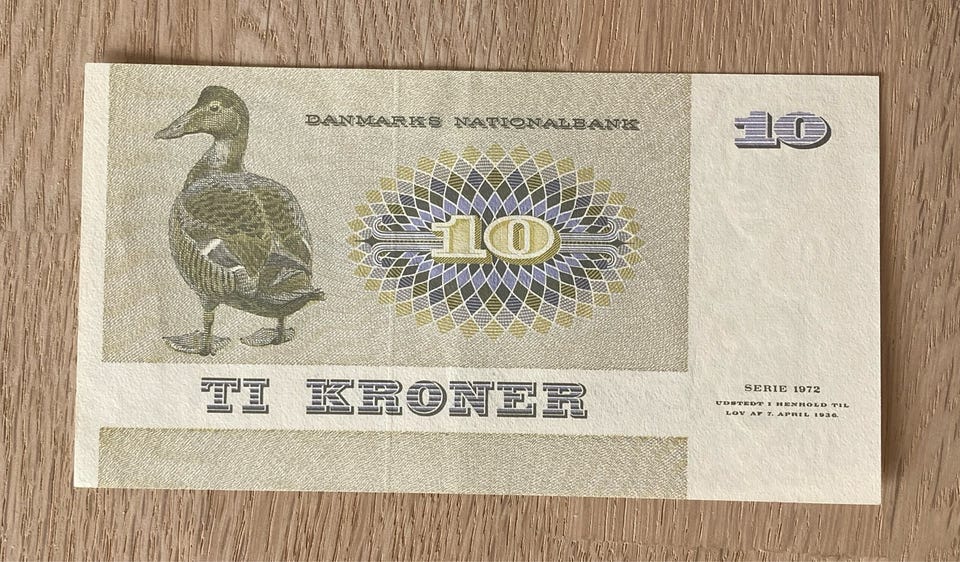 DANMARKS NATIONALBANK
10
10
TI KRONER
SERIE 1972
UDSTEDT I HENHOLD TIL
LOV AF 7. APRIL 1936.